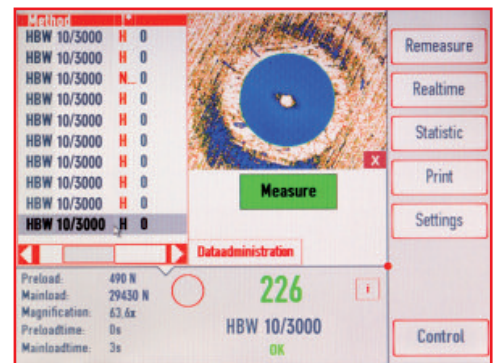 Method !*
HBW 10/3000 H 0
HBW 10/3000 H 0
HBW 10/3000 N... 0
HBW 10/3000 H 0
HBW 10/3000 H 0
HBW 10/3000 H 0
HBW 10/3000 H 0
HBW 10/3000 H 0
HBW 10/3000 H 0
HBW 10/3000 H 0
X
Measure
Dataadministration
Remeasure
Realtime
Statistic
Print
Settings
Control
Preload: 490 N
Mainload: 29430 N
Magnification: 63,6x
Preloadtime: 0s
Mainloadtime: 3s
226
i
HBW 10/3000
OK